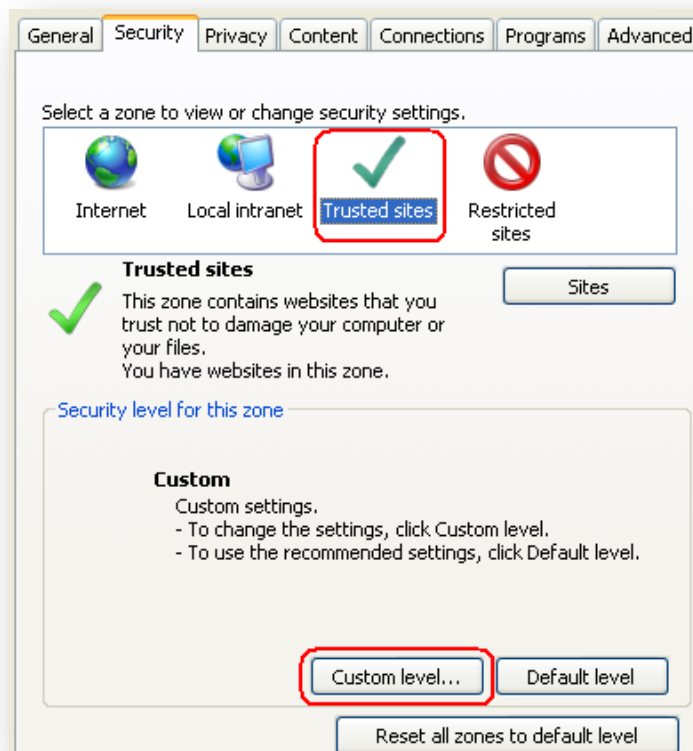 General Security Privacy Content Connections Programs Advanced
Select a zone to view or change security settings.
Internet Local intranet Trusted sites Restricted
sites
Trusted sites
Sites
This zone contains websites that you
trust not to damage your computer or
your files.
You have websites in this zone.
Security level for this zone
Custom
Custom settings.
- To change the settings, click Custom level.
- To use the recommended settings, click Default level.
Custom level... Default level
Reset all zones to default level